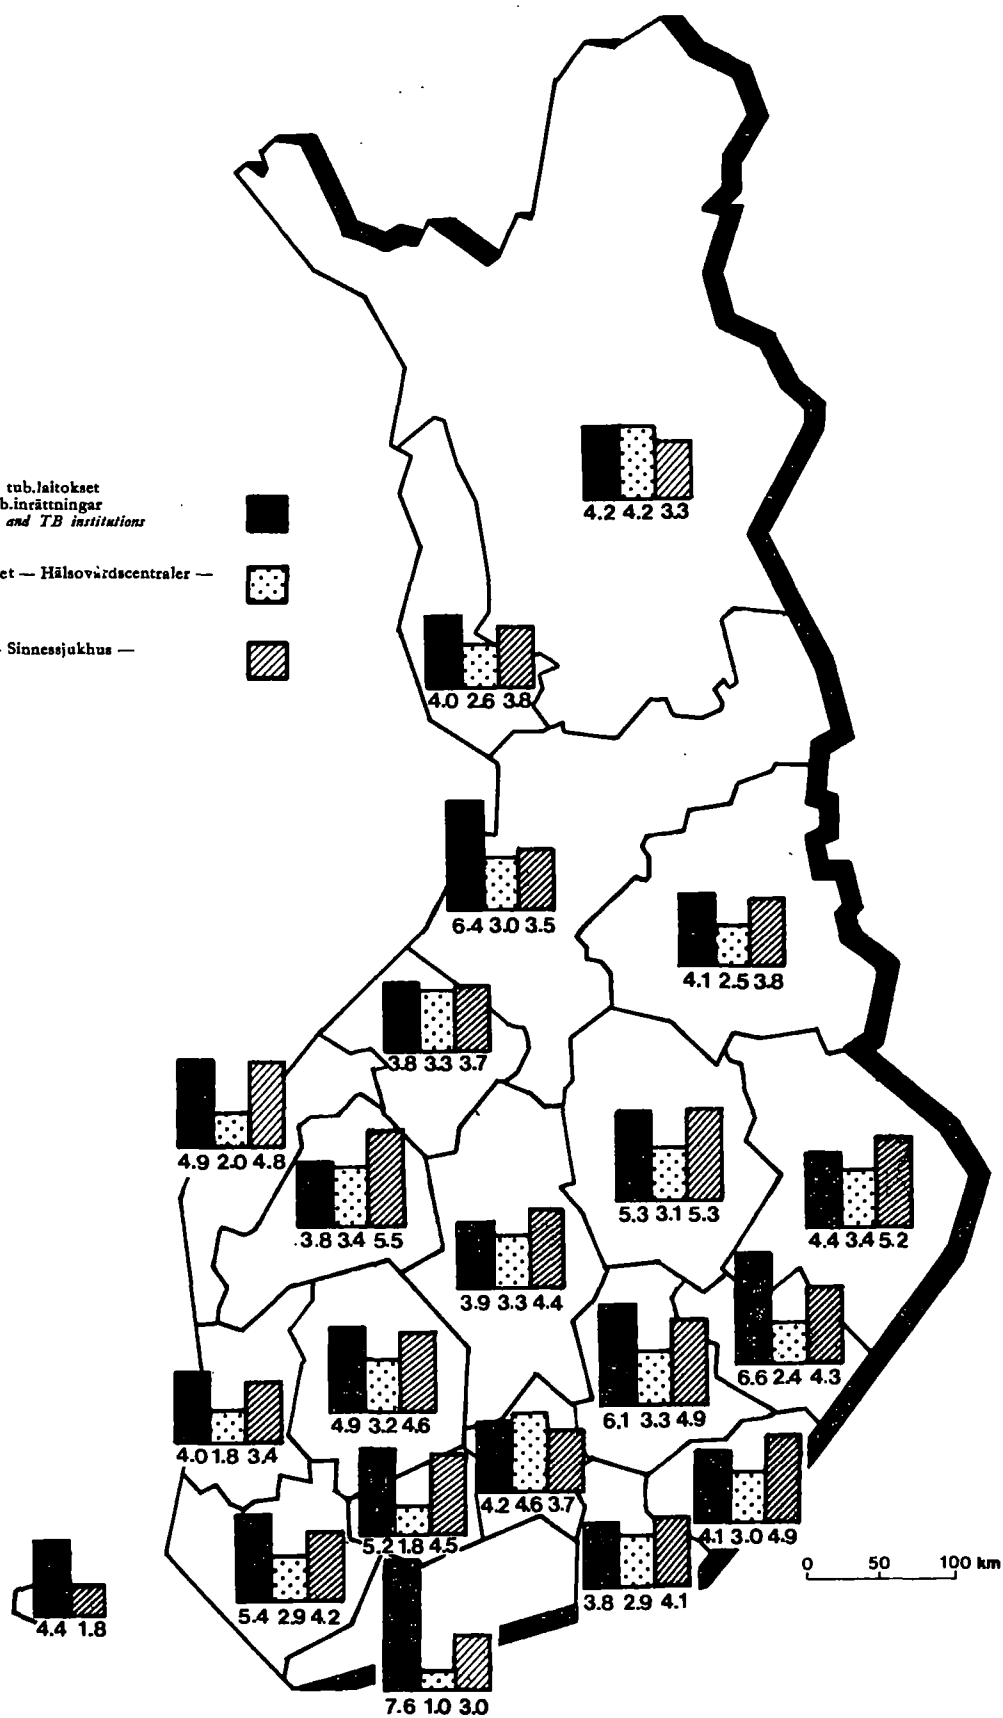 tub.laitokset
b.inrättningar
and TB institutions
et — Hälsovårdscentraler —
Sinnessjukhus —
4.2 4.2 3.3
4.0 2.6 3.8
6.4 3.0 3.5
4.1 2.5 3.8
3.8 3.3 3.7
4.9 2.0 4.8
3.8 3.4 5.5
5.3 3.1 5.3
4.4 3.4 5.2
3.9 3.3 4.4
6.6 2.4 4.3
4.9 3.2 4.6
6.1 3.3 4.9
4.0 1.8 3.4
4.2 4.6 3.7
5.2 1.8 4.5
4.1 3.0 4.9
0 50 100 km
5.4 2.9 4.2
3.8 2.9 4.1
4.4 1.8
7.6 1.0 3.0